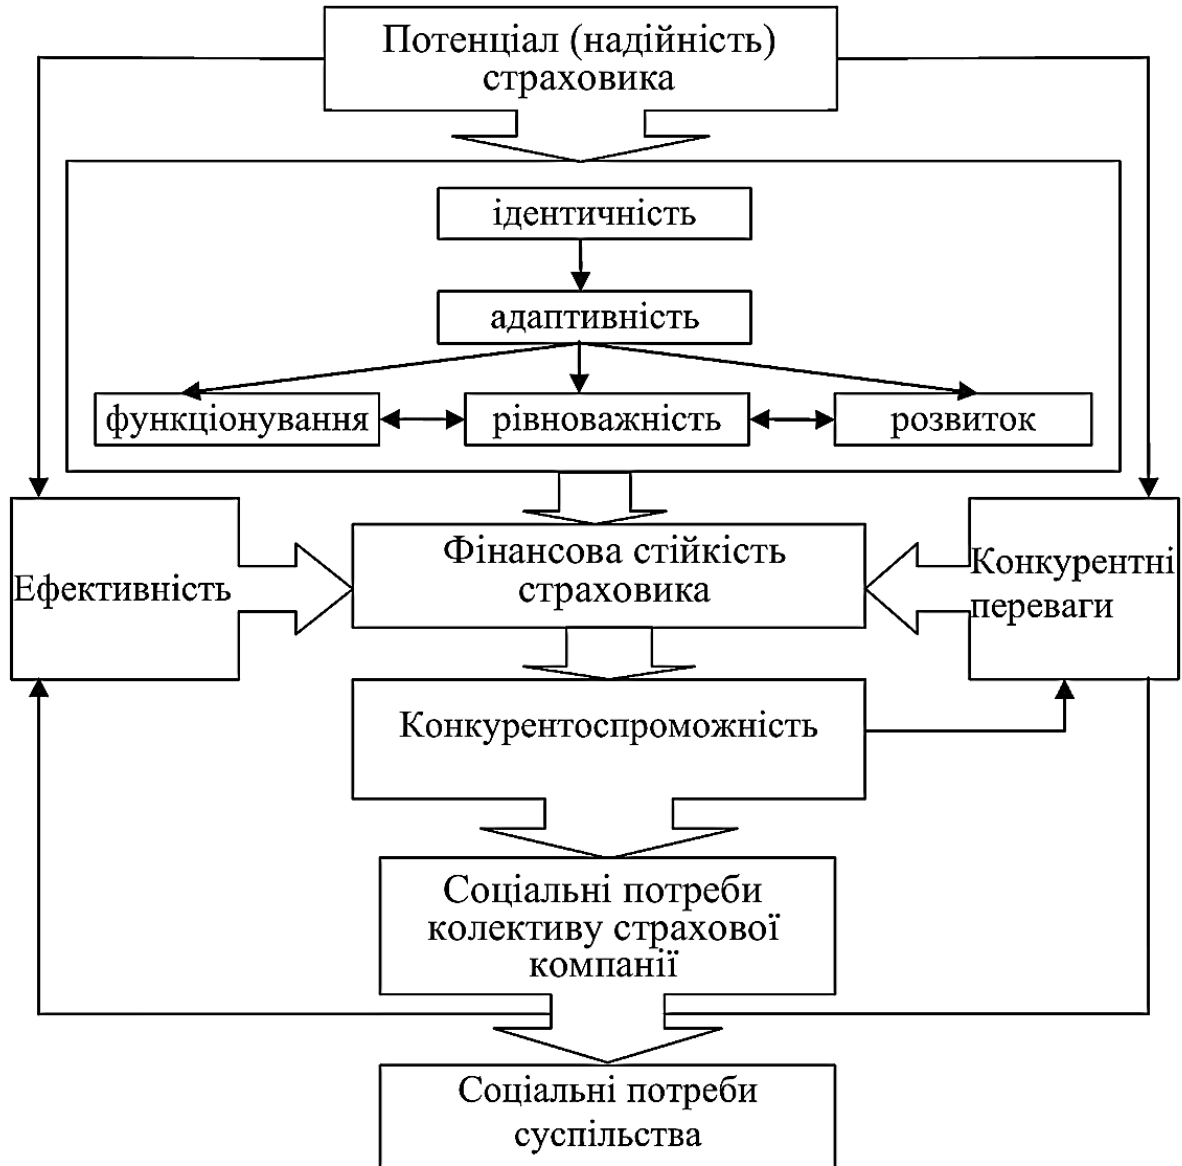 Потенціал (надійність)
страховика
ідентичність
адаптивність
функціонування
рівноважність
розвиток
Ефективність
Фінансова стійкість
страховика
Конкурентні
переваги
Конкурентоспроможність
Соціальні потреби
колективу страхової
компанії
Соціальні потреби
суспільства